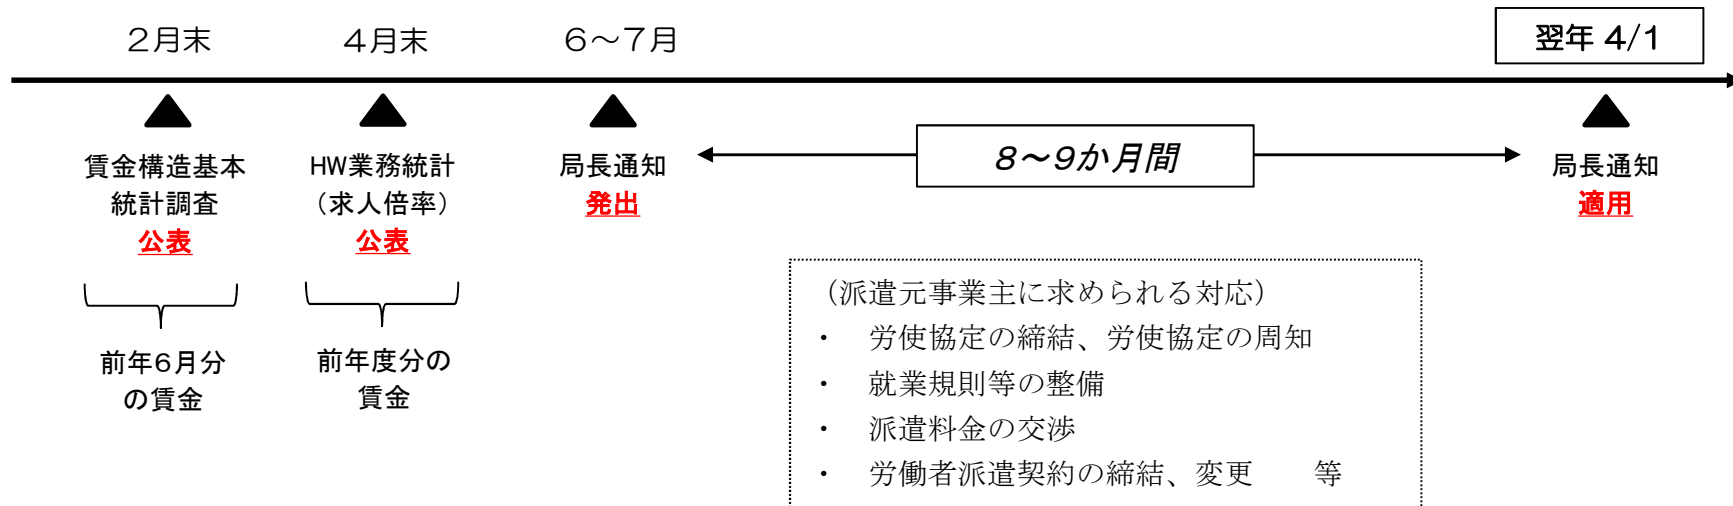 ２月末
４月末
６～７月
翌年 4/1
賃金構造基本
統計調査
公表
HW業務統計
（求人倍率）
公表
局長通知
発出
８～９か月間
局長通知
適用
前年６月分
の賃金
前年度分の
賃金
（派遣元事業主に求められる対応）
・　労使協定の締結、労使協定の周知
・　就業規則等の整備
・　派遣料金の交渉
・　労働者派遣契約の締結、変更　　等